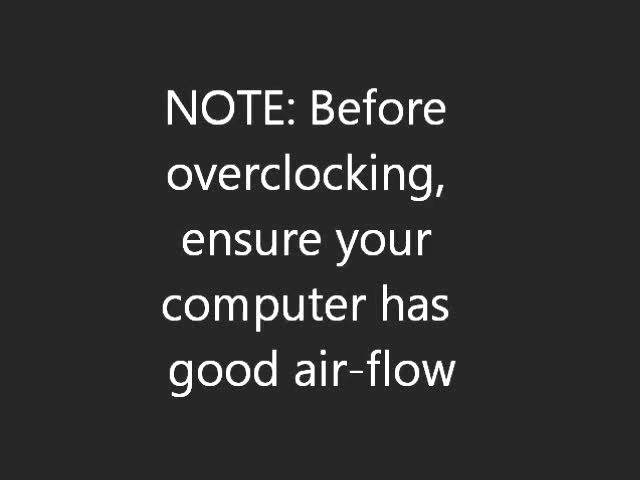 NOTE: Before
overclocking,
ensure your
computer has
good air-flow